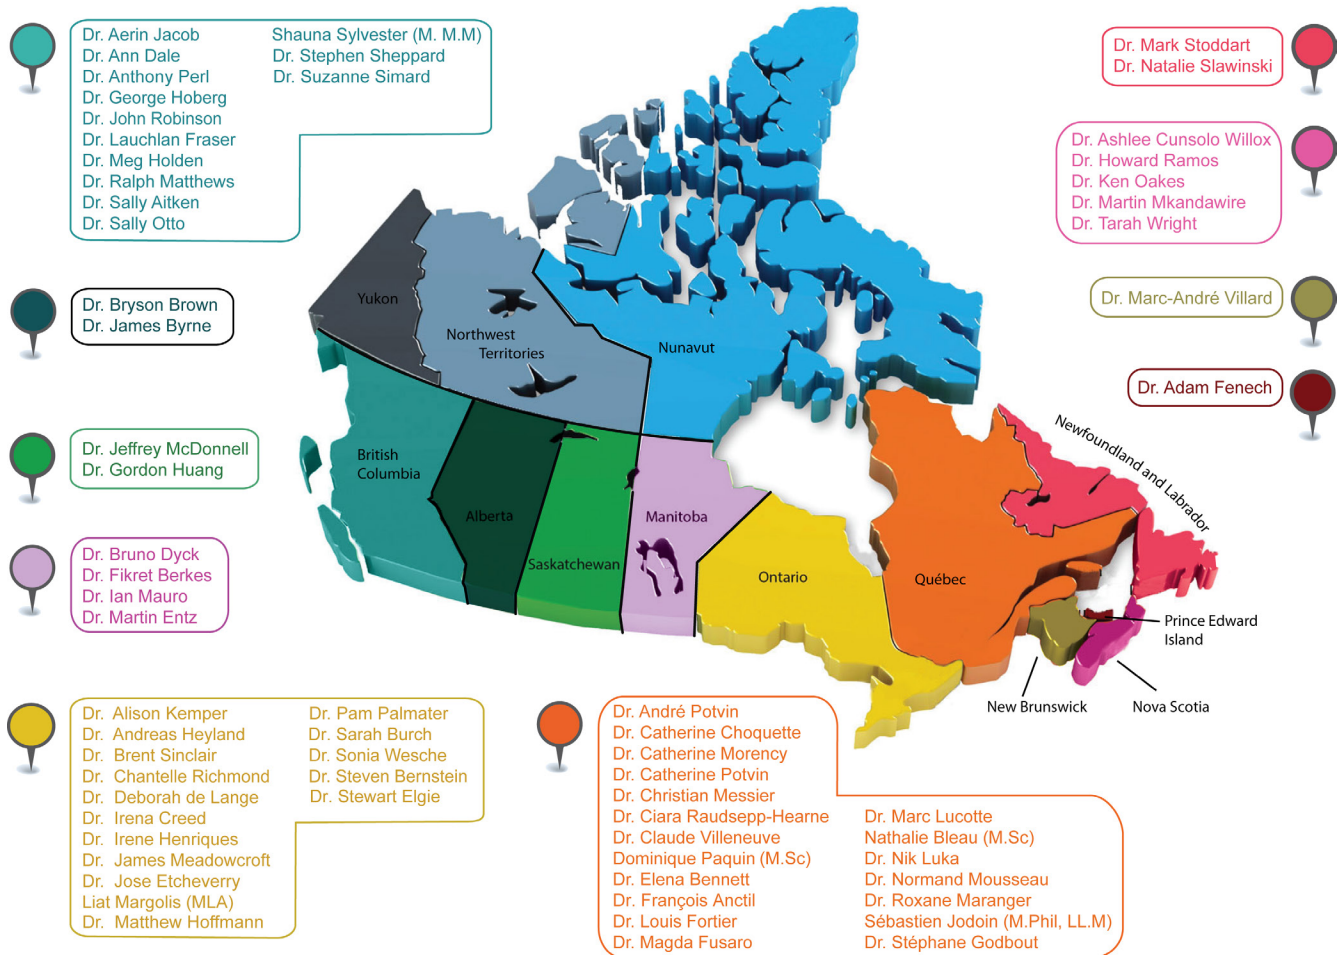 Dr. Aerin Jacob
Dr. Ann Dale
Dr. Anthony Perl
Dr. George Hoberg
Dr. John Robinson
Dr. Lauchlan Fraser
Dr. Meg Holden
Dr. Ralph Matthews
Dr. Sally Aitken
Dr. Sally Otto
Shauna Sylvester (M. M.M)
Dr. Stephen Sheppard
Dr. Suzanne Simard
Dr. Mark Stoddart
Dr. Natalie Slawinski
Dr. Ashlee Cunsolo Willox
Dr. Howard Ramos
Dr. Ken Oakes
Dr. Martin Mkandawire
Dr. Tarah Wright
Dr. Marc-André Villard
Dr. Adam Fenech
Dr. Bryson Brown
Dr. James Byrne
Dr. Jeffrey McDonnell
Dr. Gordon Huang
Dr. Bruno Dyck
Dr. Fikret Berkes
Dr. Ian Mauro
Dr. Martin Entz
Yukon
Northwest
Territories
Nunavut
British
Columbia
Alberta
Saskatchewan
Manitoba
Ontario
Québec
Newfoundland and Labrador
Prince Edward
Island
New Brunswick
Nova Scotia
Dr. Alison Kemper
Dr. Andreas Heyland
Dr. Brent Sinclair
Dr. Chantelle Richmond
Dr. Deborah de Lange
Dr. Irena Creed
Dr. Irene Henriques
Dr. James Meadowcroft
Dr. Jose Etcheverry
Liat Margolis (MLA)
Dr. Matthew Hoffmann
Dr. Pam Palmater
Dr. Sarah Burch
Dr. Sonia Wesche
Dr. Steven Bernstein
Dr. Stewart Elgie
Dr. André Potvin
Dr. Catherine Choquette
Dr. Catherine Morency
Dr. Catherine Potvin
Dr. Christian Messier
Dr. Ciara Raudsepp-Hearne
Dr. Claude Villeneuve
Dominique Paquin (M.Sc)
Dr. Elena Bennett
Dr. François Anctil
Dr. Louis Fortier
Dr. Magda Fusaro
Dr. Marc Lucotte
Nathalie Bleau (M.Sc)
Dr. Nik Luka
Dr. Normand Mousseau
Dr. Roxane Maranger
Sébastien Jodoin (M.Phil, LL.M)
Dr. Stéphane Godbout